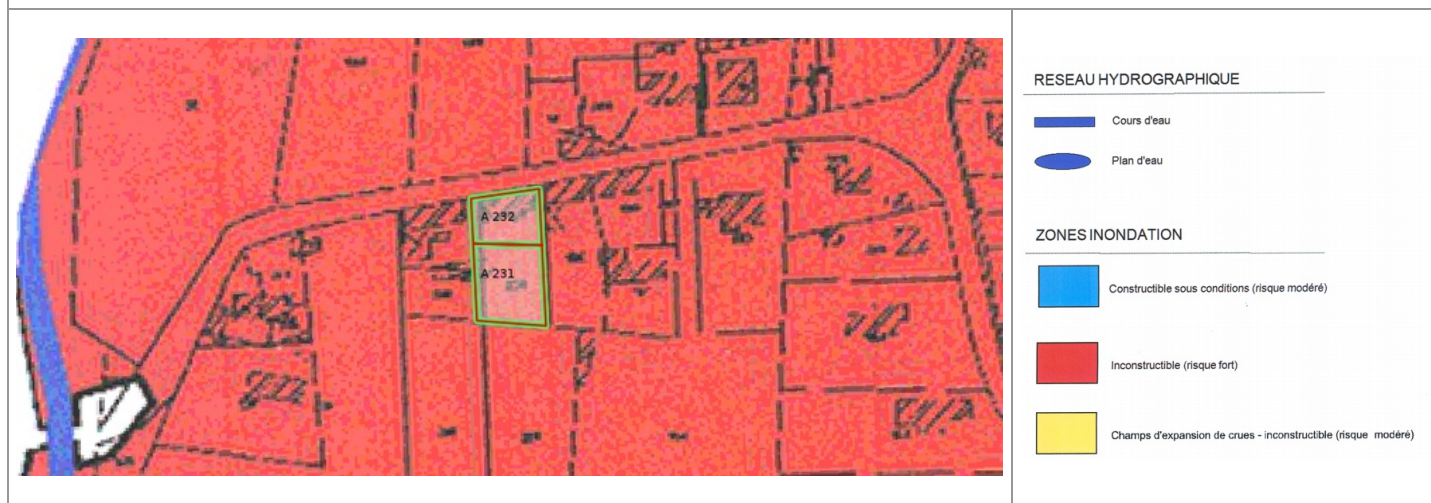 A 232
A 231
RESEAU HYDROGRAPHIQUE
Cours d'eau
Plan d'eau
ZONES INONDATION
Constructible sous conditions (risque modéré)
Inconstructible (risque fort)
Champs d'expansion de crues - inconstructible (risque modéré)